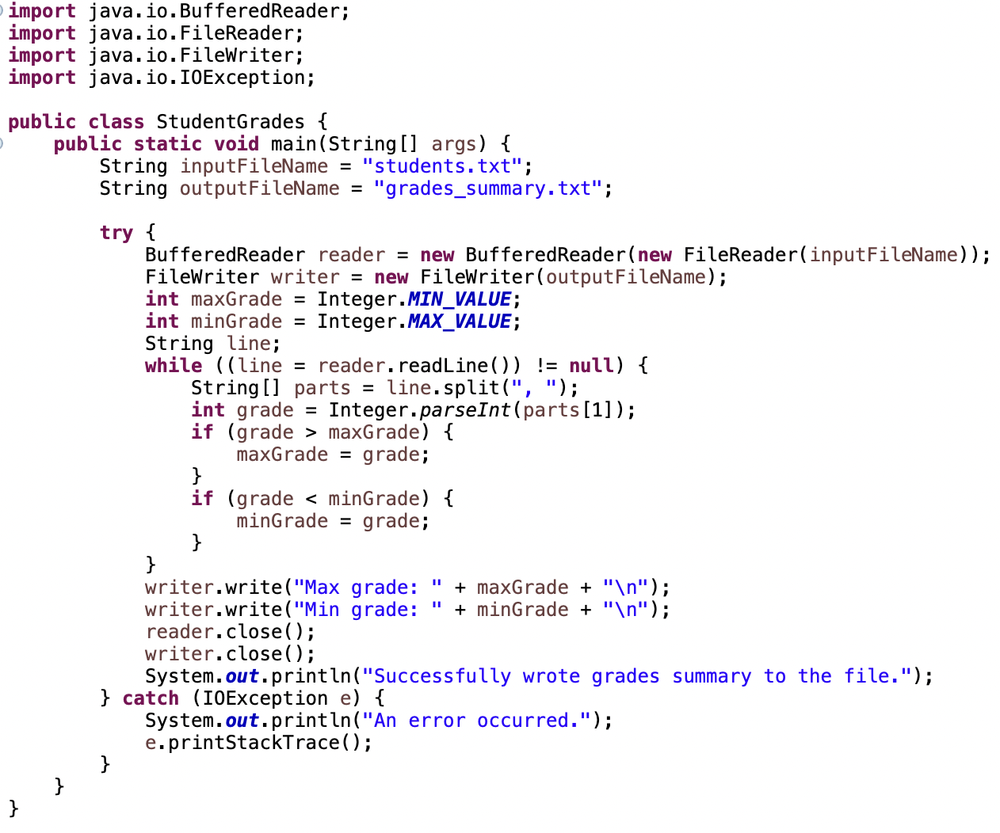 import java.io.BufferedReader;
import java.io.FileReader;
import java.io.FileWriter;
import java.io.IOException;

public class StudentGrades {
    public static void main(String[] args) {
        String inputFileName = "students.txt";
        String outputFileName = "grades_summary.txt";

        try {
            BufferedReader reader = new BufferedReader(new FileReader(inputFileName));
            FileWriter writer = new FileWriter(outputFileName);
            int maxGrade = Integer.MIN_VALUE;
            int minGrade = Integer.MAX_VALUE;
            String line;
            while ((line = reader.readLine()) != null) {
                String[] parts = line.split(", ");
                int grade = Integer.parseInt(parts[1]);
                if (grade > maxGrade) {
                    maxGrade = grade;
                }
                if (grade < minGrade) {
                    minGrade = grade;
                }
            }
            writer.write("Max grade: " + maxGrade + "\n");
            writer.write("Min grade: " + minGrade + "\n");
            reader.close();
            writer.close();
            System.out.println("Successfully wrote grades summary to the file.");
        } catch (IOException e) {
            System.out.println("An error occurred.");
            e.printStackTrace();
        }
    }
}